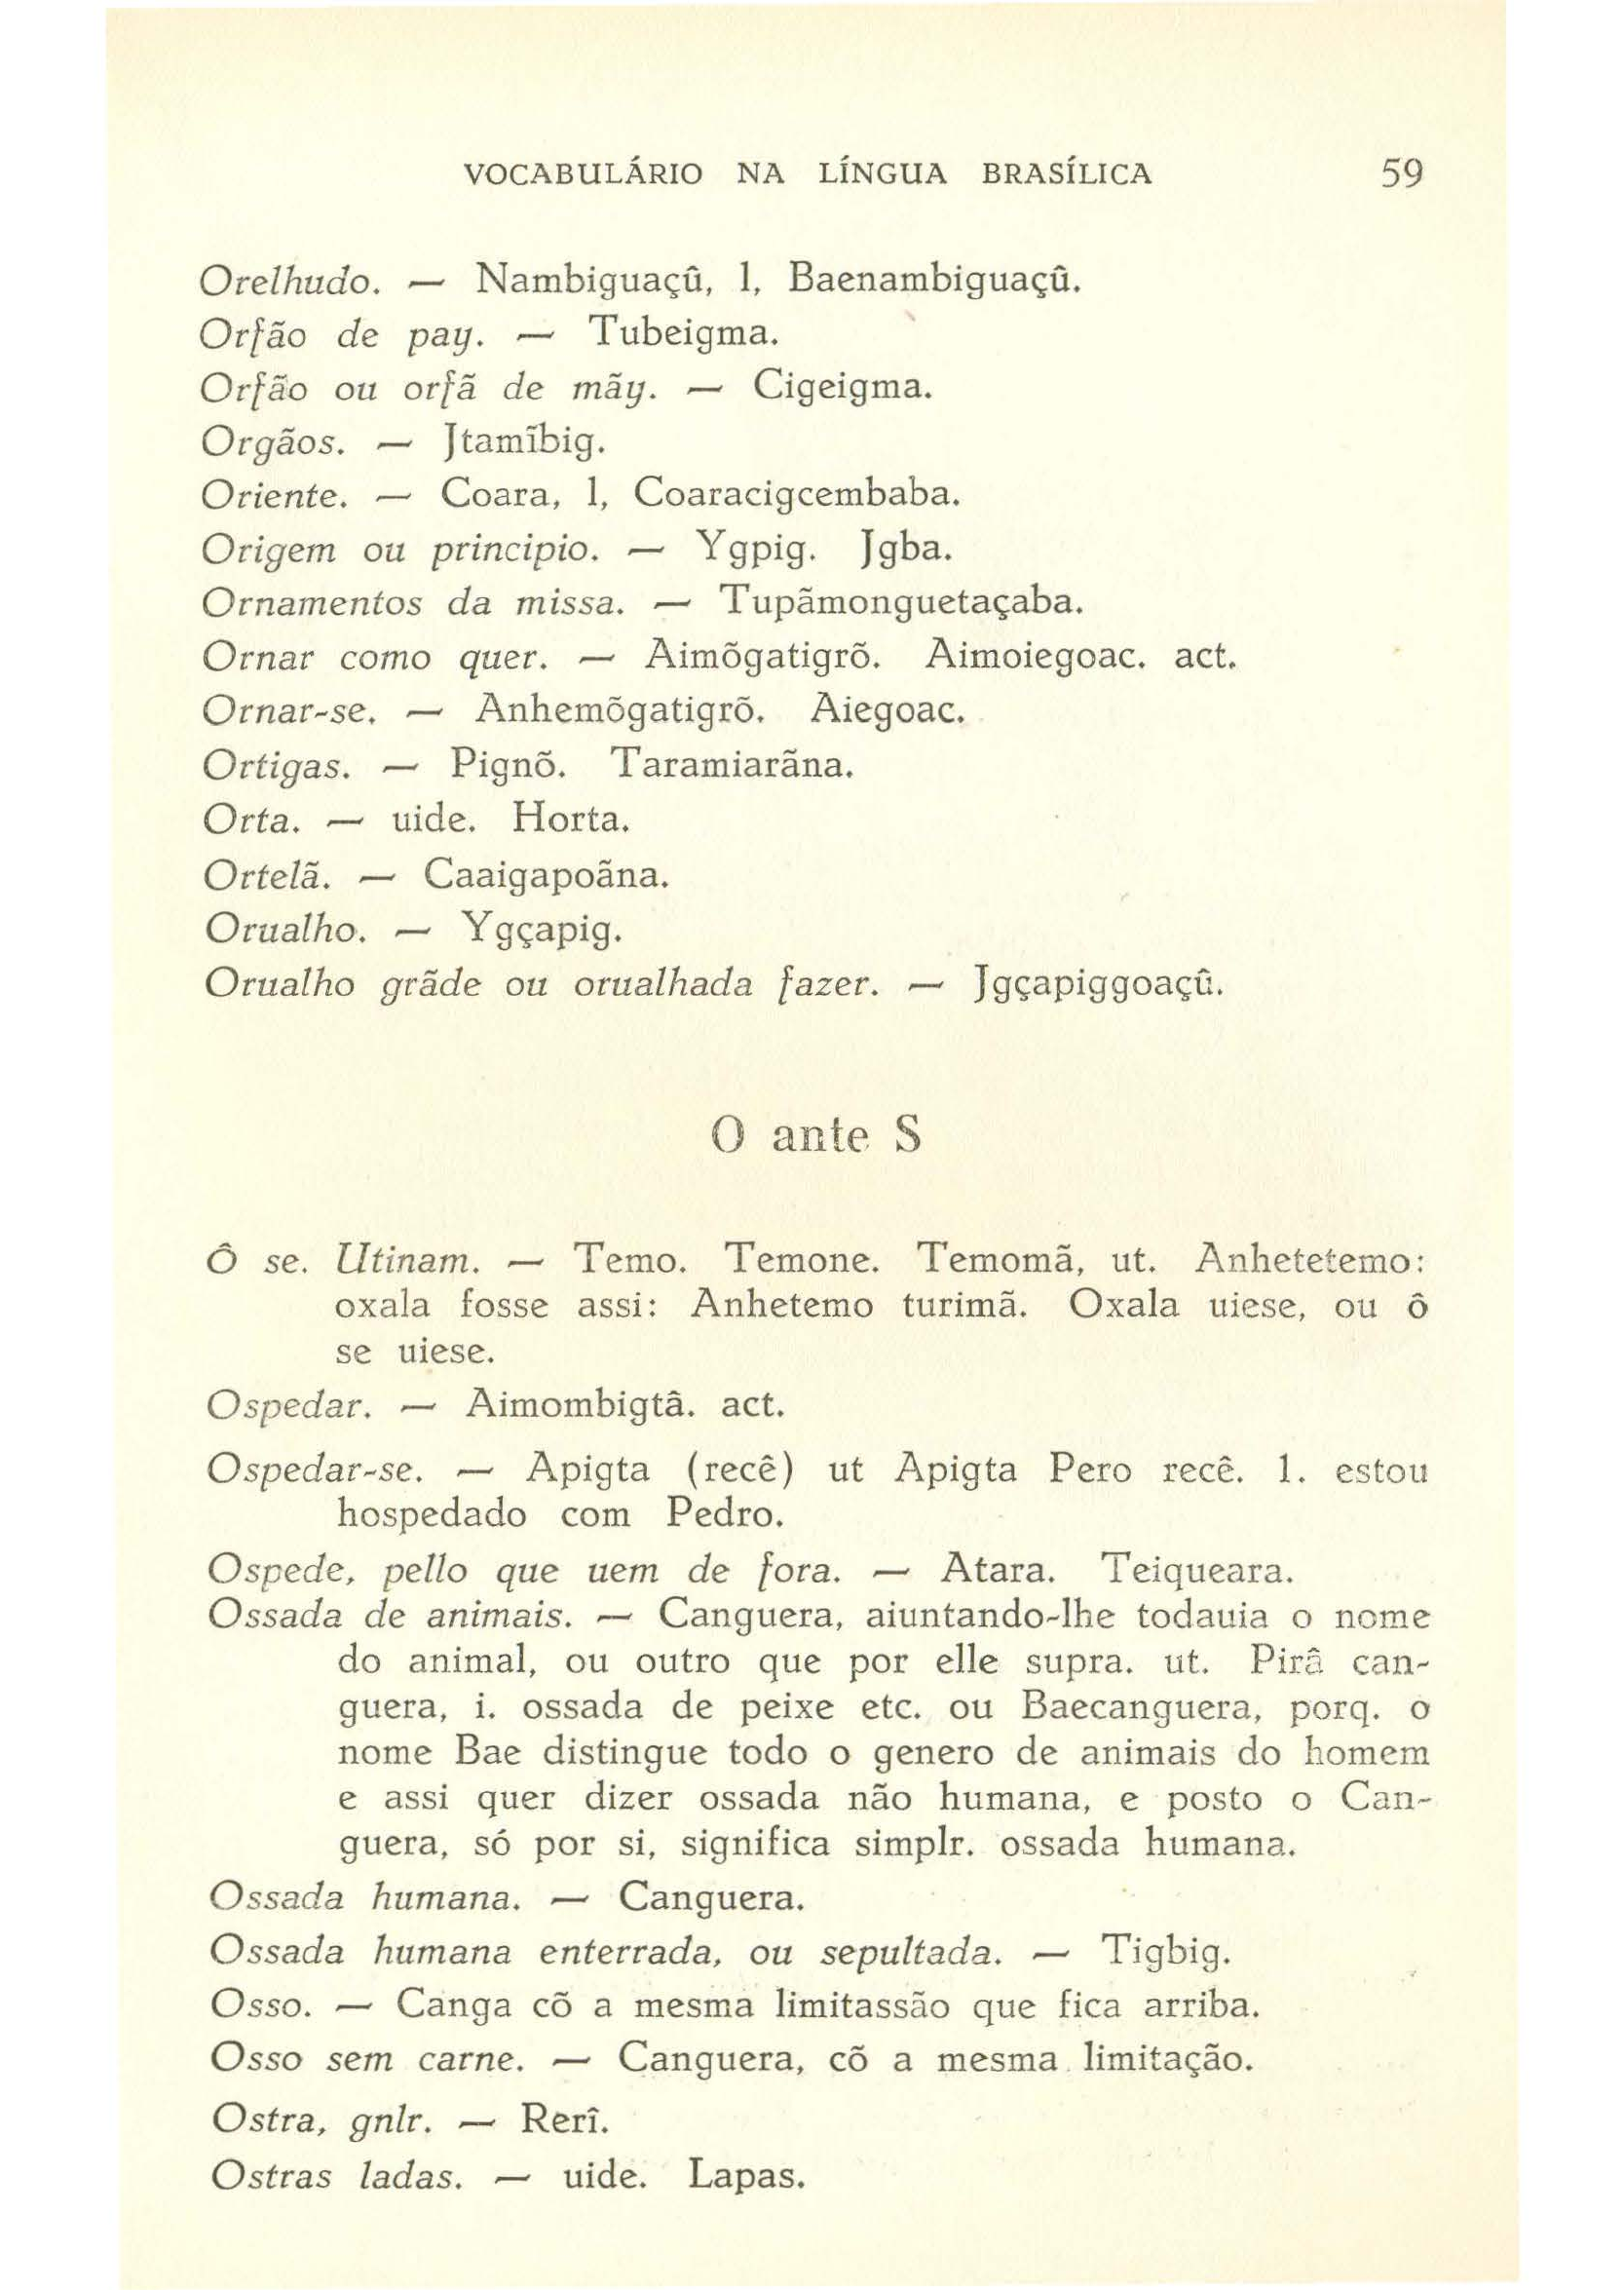 VOCABULÁRIO NA LÍNGUA BRASÍLICA 59
Orelhudo. — Nambiguaçû, l, Baenambiguaçû.
Orfão de pay. — Tubeigma.
Orfão ou orfã de mãy. — Cigeigma.
Orgãos. — Jtamĩbig.
Oriente. — Coara, l, Coaracigcembaba.
Origem ou principio. — Ygpig. Jgba.
Ornamentos da missa. — Tupãmonguetaçaba.
Ornar como quer. — Aimõgatigrõ. Aimoiegoac. act.
Ornar-se. — Anhemõgatigrõ. Aiegoac.
Ortigas. — Pignõ. Taramiarãna.
Orta. — uide. Horta.
Ortelã. — Caaigapoãna.
Orualho. — Ygçapig.
Orualho grãde ou orualhada fazer. — Jgçapiggoaçû.
O ante S
Ô se. Utinam. — Temo. Temone. Temomã, ut. Anhetetemo:
oxala fosse assi: Anhetemo turimã. Oxala uiese, ou ô
se uiese.
Ospedar. — Aimombigtâ. act.
Ospedar-se. — Apigta (recê) ut Apigta Pero recê. l. estou
hospedado com Pedro.
Ospede, pello que uem de fora. — Atara. Teiqueara.
Ossada de animais. — Canguera, aiuntando-lhe todauia o nome
do animal, ou outro que por elle supra. ut. Pirâ can-
guera, i. ossada de peixe etc. ou Baecanguera, porq. o
nome Bae distingue todo o genero de animais do homem
e assi quer dizer ossada não humana, e posto o Can-
guera, só por si, significa simplr. ossada humana.
Ossada humana. — Canguera.
Ossada humana enterrada, ou sepultada. — Tigbig.
Osso. — Canga cõ a mesma limitassão que fica arriba.
Osso sem carne. — Canguera, cõ a mesma limitação.
Ostra, gnlr. — Rerî.
Ostras ladas. — uide. Lapas.